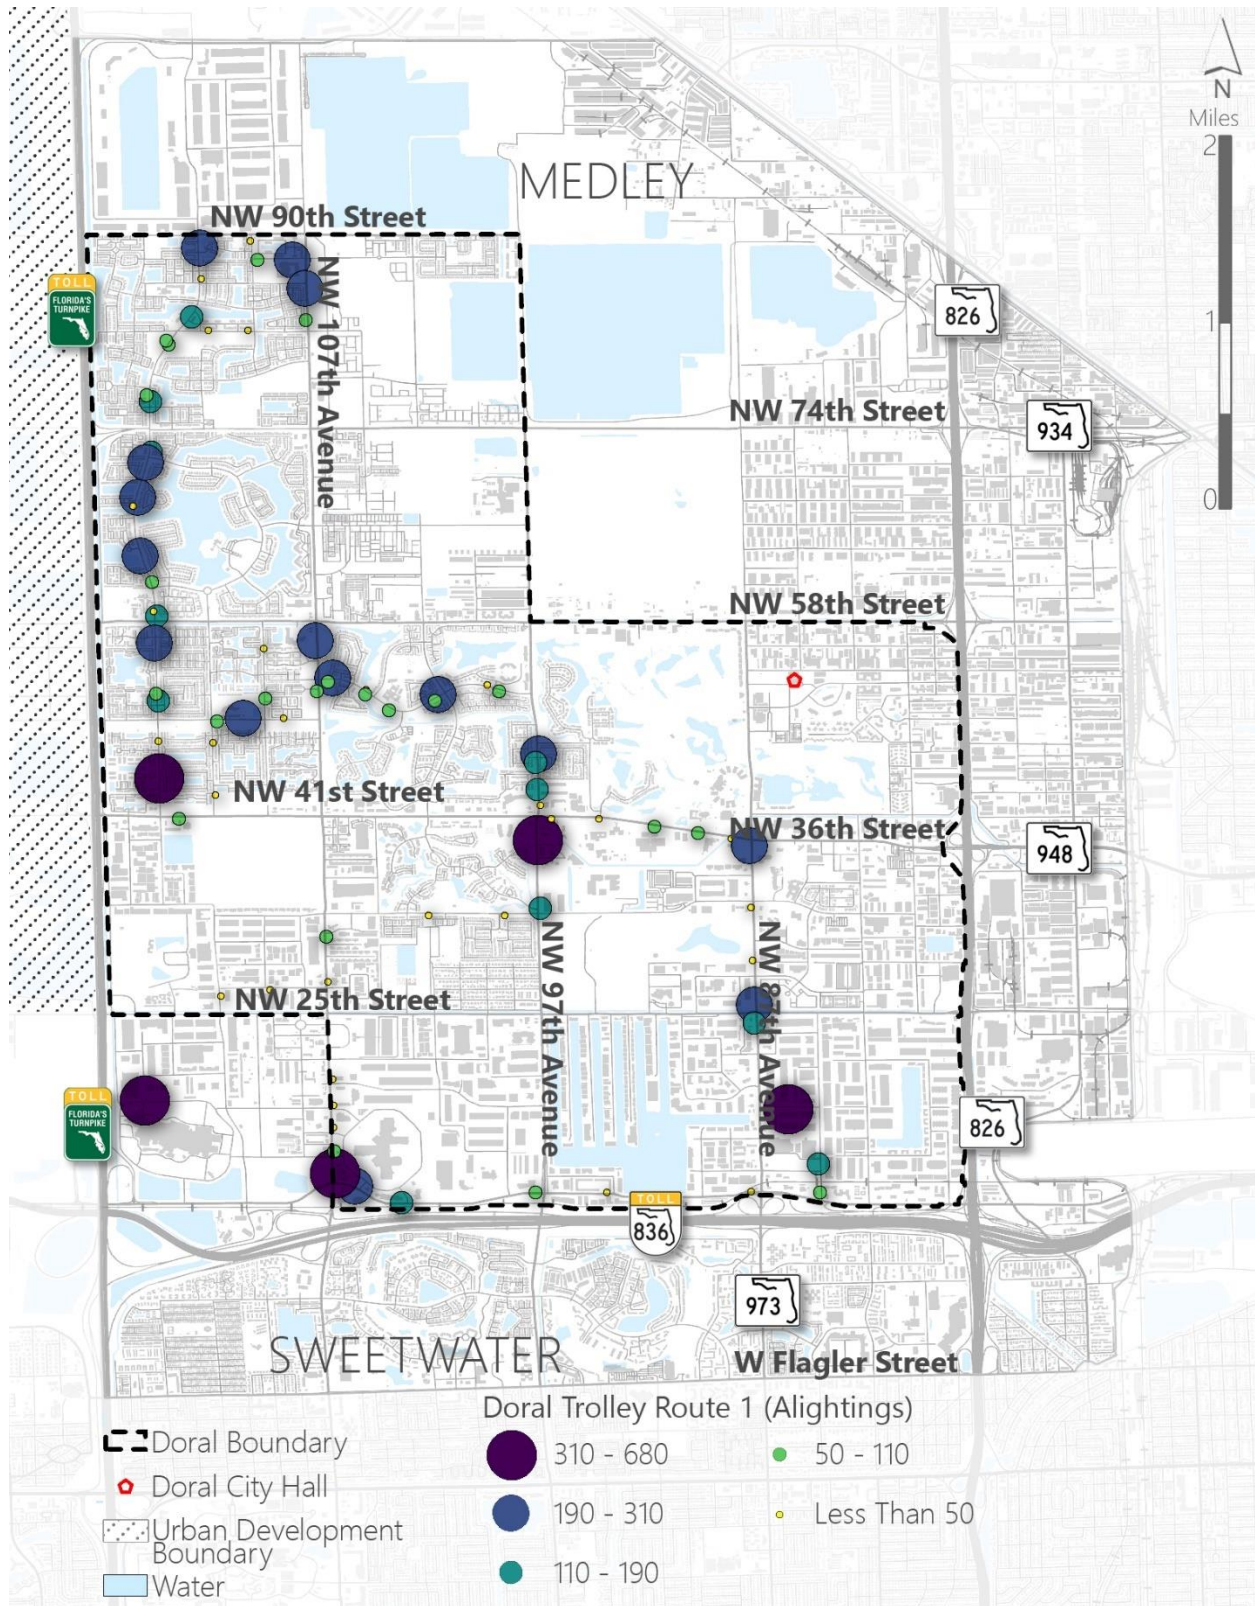 N
Miles
2
MEDLEY
NW 90th Street
TOLL
FLORIDA'S
TURNPIKE
NW 107th Avenue
826
1
NW 74th Street
934
0
NW 58th Street
NW 41st Street
NW 36th Street
948
NW 25th Street
NW 97th Avenue
NW 87th Avenue
TOLL
FLORIDA'S
TURNPIKE
826
TOLL
836
973
SWEETWATER
W Flagler Street
Doral Trolley Route 1 (Alightings)
Doral Boundary
310 - 680
50 - 110
Doral City Hall
190 - 310
Less Than 50
Urban Development
Boundary
110 - 190
Water